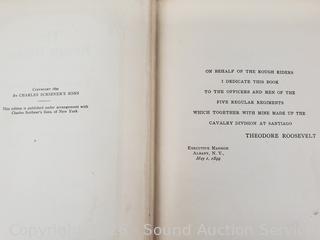 Copyright 1899
By CHARLES SCRIBNER'S SONS
This edition is published under arrangement with
Charles Scribner's Sons, of New York
ON BEHALF OF THE ROUGH RIDERS
I DEDICATE THIS BOOK
TO THE OFFICERS AND MEN OF THE
FIVE REGULAR REGIMENTS
WHICH TOGETHER WITH MINE MADE UP THE
CAVALRY DIVISION AT SANTIAGO
THEODORE ROOSEVELT
Executive Mansion
Albany, N. Y.,
May 1, 1899
Sound Auction Service